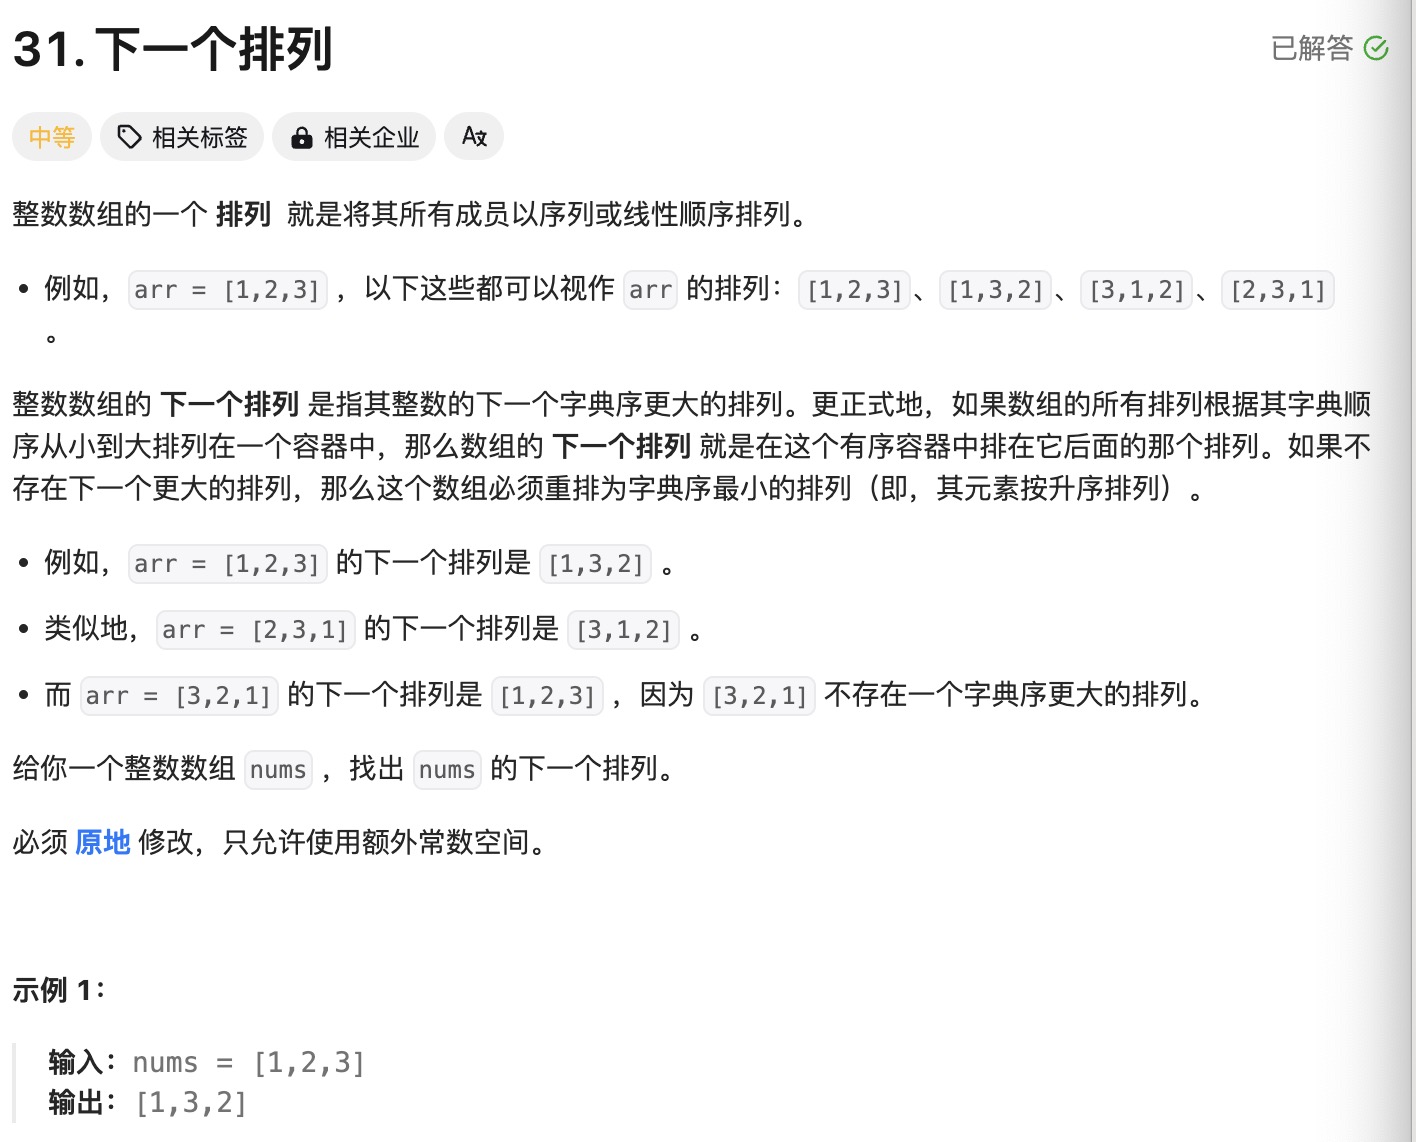 31. 下一个排列
已解答
中等 相关标签 相关企业 A文
整数数组的一个 排列 就是将其所有成员以序列或线性顺序排列。
例如，arr = [1,2,3] ，以下这些都可以视作 arr 的排列：[1,2,3]、[1,3,2]、[3,1,2]、[2,3,1]
。
整数数组的 下一个排列 是指其整数的下一个字典序更大的排列。更正式地，如果数组的所有排列根据其字典顺
序从小到大排列在一个容器中，那么数组的 下一个排列 就是在这个有序容器中排在它后面的那个排列。如果不
存在下一个更大的排列，那么这个数组必须重排为字典序最小的排列（即，其元素按升序排列）。
例如，arr = [1,2,3] 的下一个排列是 [1,3,2] 。
类似地，arr = [2,3,1] 的下一个排列是 [3,1,2] 。
而 arr = [3,2,1] 的下一个排列是 [1,2,3] ，因为 [3,2,1] 不存在一个字典序更大的排列。
给你一个整数数组 nums ，找出 nums 的下一个排列。
必须 原地 修改，只允许使用额外常数空间。
示例 1：
输入：nums = [1,2,3]
输出：[1,3,2]